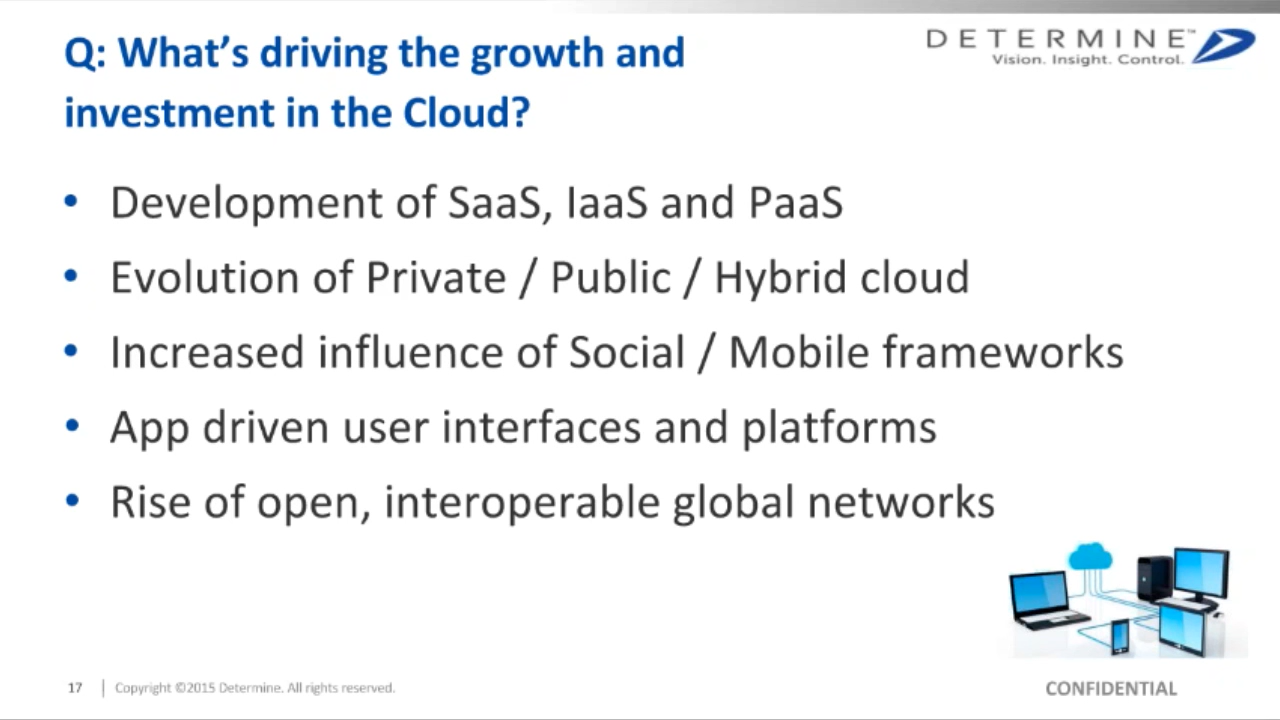 Q: What’s driving the growth and
investment in the Cloud?
DETERMINE™
Vision. Insight. Control.
• Development of SaaS, IaaS and PaaS
• Evolution of Private / Public / Hybrid cloud
• Increased influence of Social / Mobile frameworks
• App driven user interfaces and platforms
• Rise of open, interoperable global networks
17 | Copyright ©2015 Determine. All rights reserved.
CONFIDENTIAL